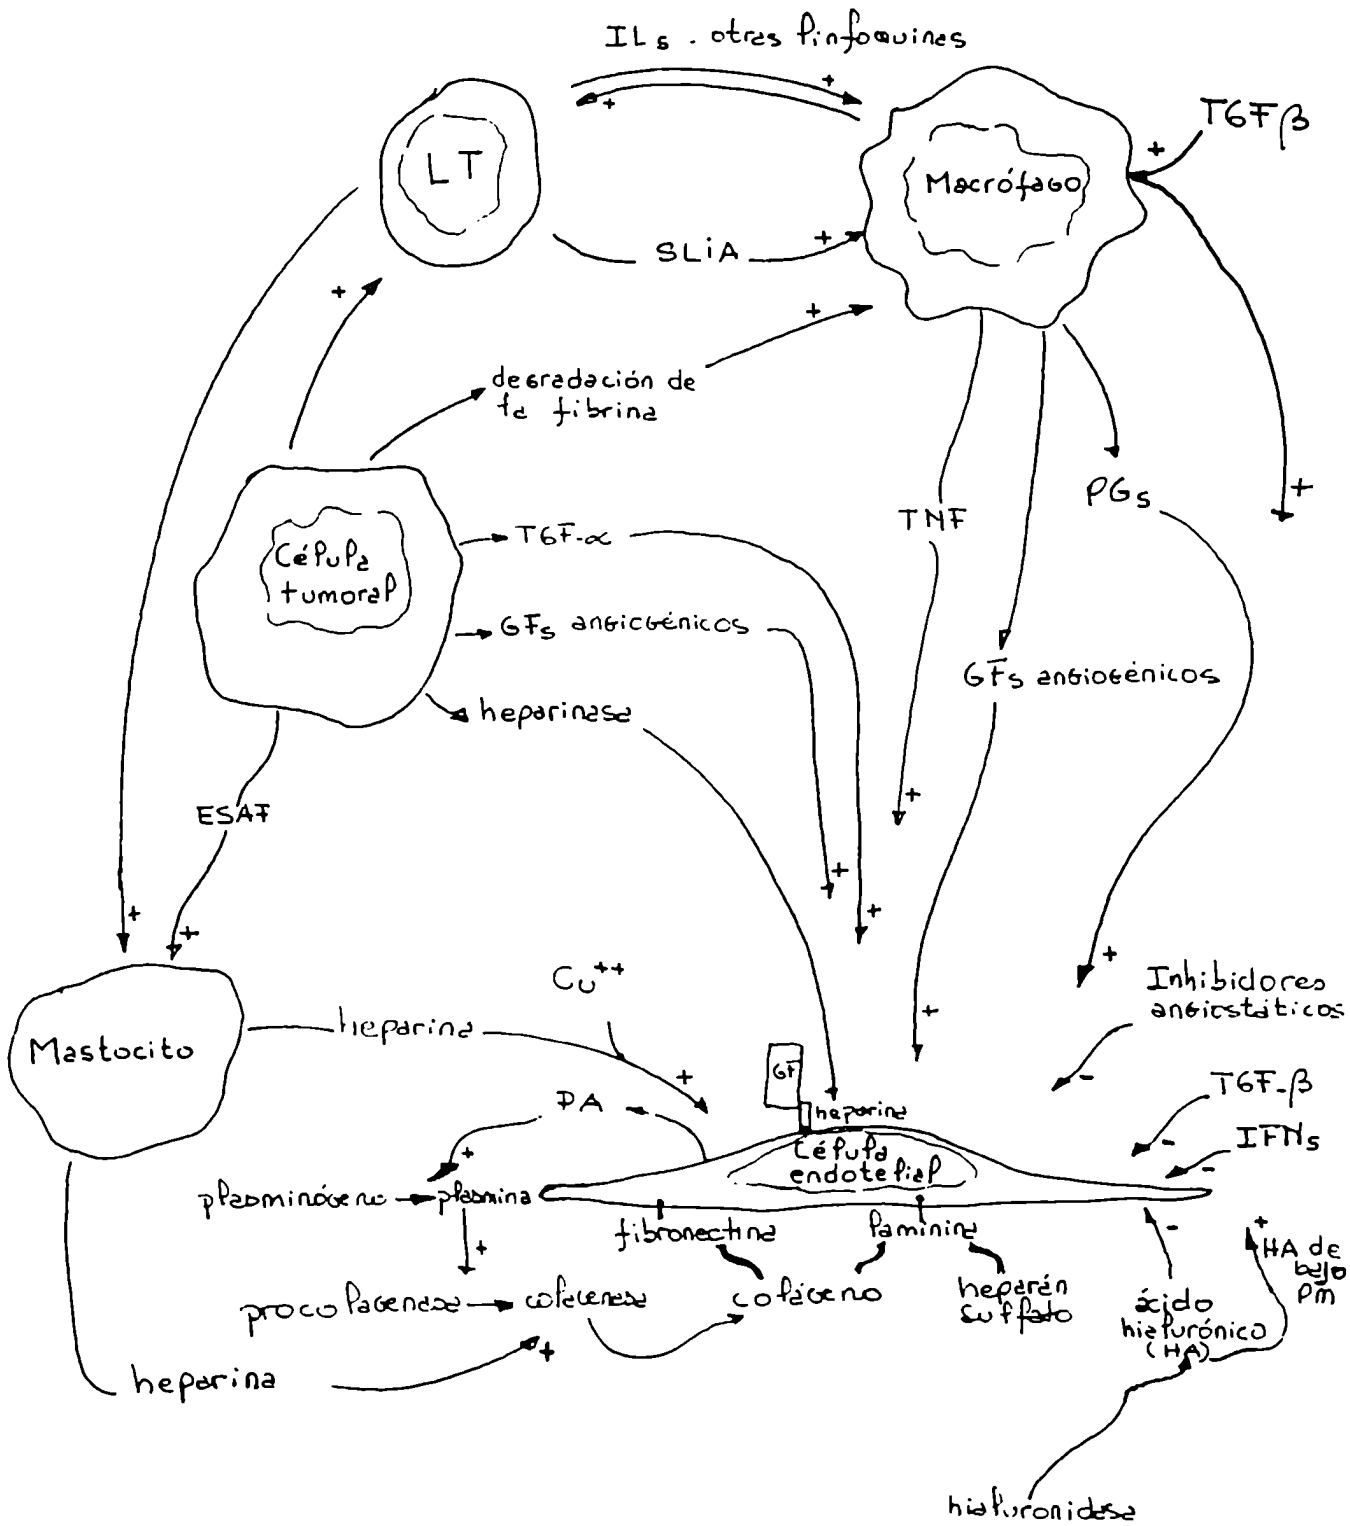 ILs . otras linfoquinas
LT
Macrófago
TGFβ
+
+
+
SLiA
+
+
+
degradación de
la fibrina
Célula
tumoral
TGF-α
GFs angiogénicos
heparinasa
TNF
PGs
+
GFs angiogénicos
ESAF
+
+
+
+
+
+
+
Mastocito
heparina
Cu++
+
Inhibidores
angiostáticos
-
TGF-β
-
IFNs
-
GF
heparina
PA
+
Célula
endotelial
plasminógeno
plasmina
fibronectina
laminina
+
procolagenasa
colagenasa
colágeno
heparán
sulfato
-
ácido
hialurónico
(HA)
+
HA de
bajo
Pm
heparina
+
hialuronidasa